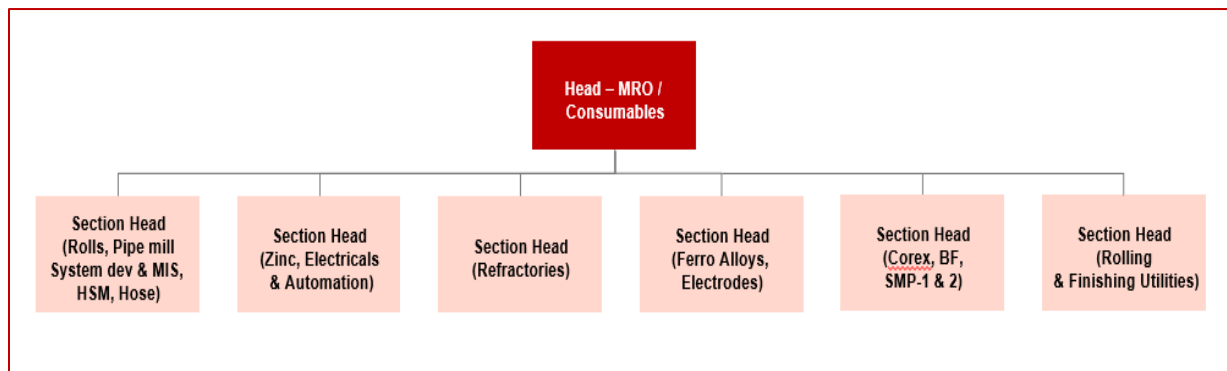 Head – MRO /
Consumables
Section Head
(Rolls, Pipe mill
System dev & MIS,
HSM, Hose)
Section Head
(Zinc, Electricals
& Automation)
Section Head
(Refractories)
Section Head
(Ferro Alloys,
Electrodes)
Section Head
(Corex, BF,
SMP-1 & 2)
Section Head
(Rolling
& Finishing Utilities)